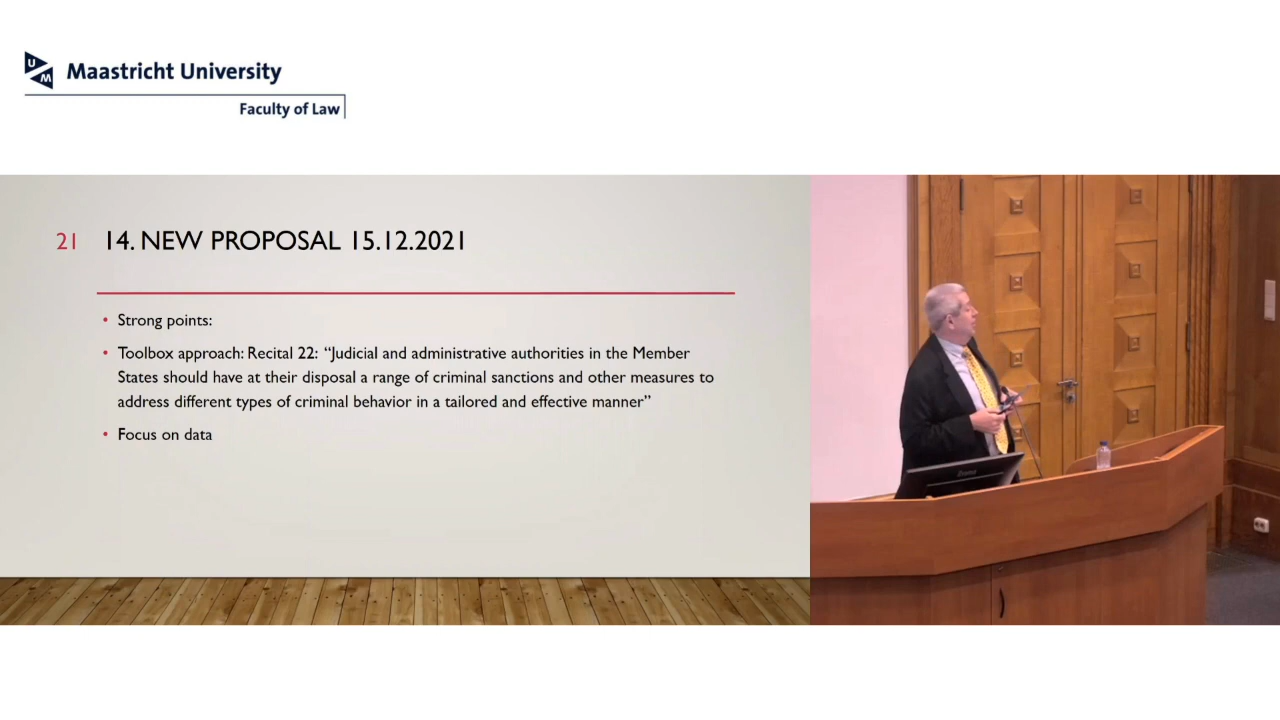 U
M
Maastricht University
Faculty of Law
21 14. NEW PROPOSAL 15.12.2021
• Strong points:
• Toolbox approach: Recital 22: “Judicial and administrative authorities in the Member
States should have at their disposal a range of criminal sanctions and other measures to
address different types of criminal behavior in a tailored and effective manner”
• Focus on data